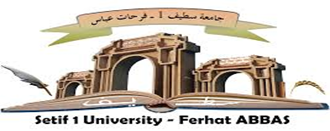 جامعة سطيف 1 - فرحات عباس
Setif 1 University - Ferhat ABBAS